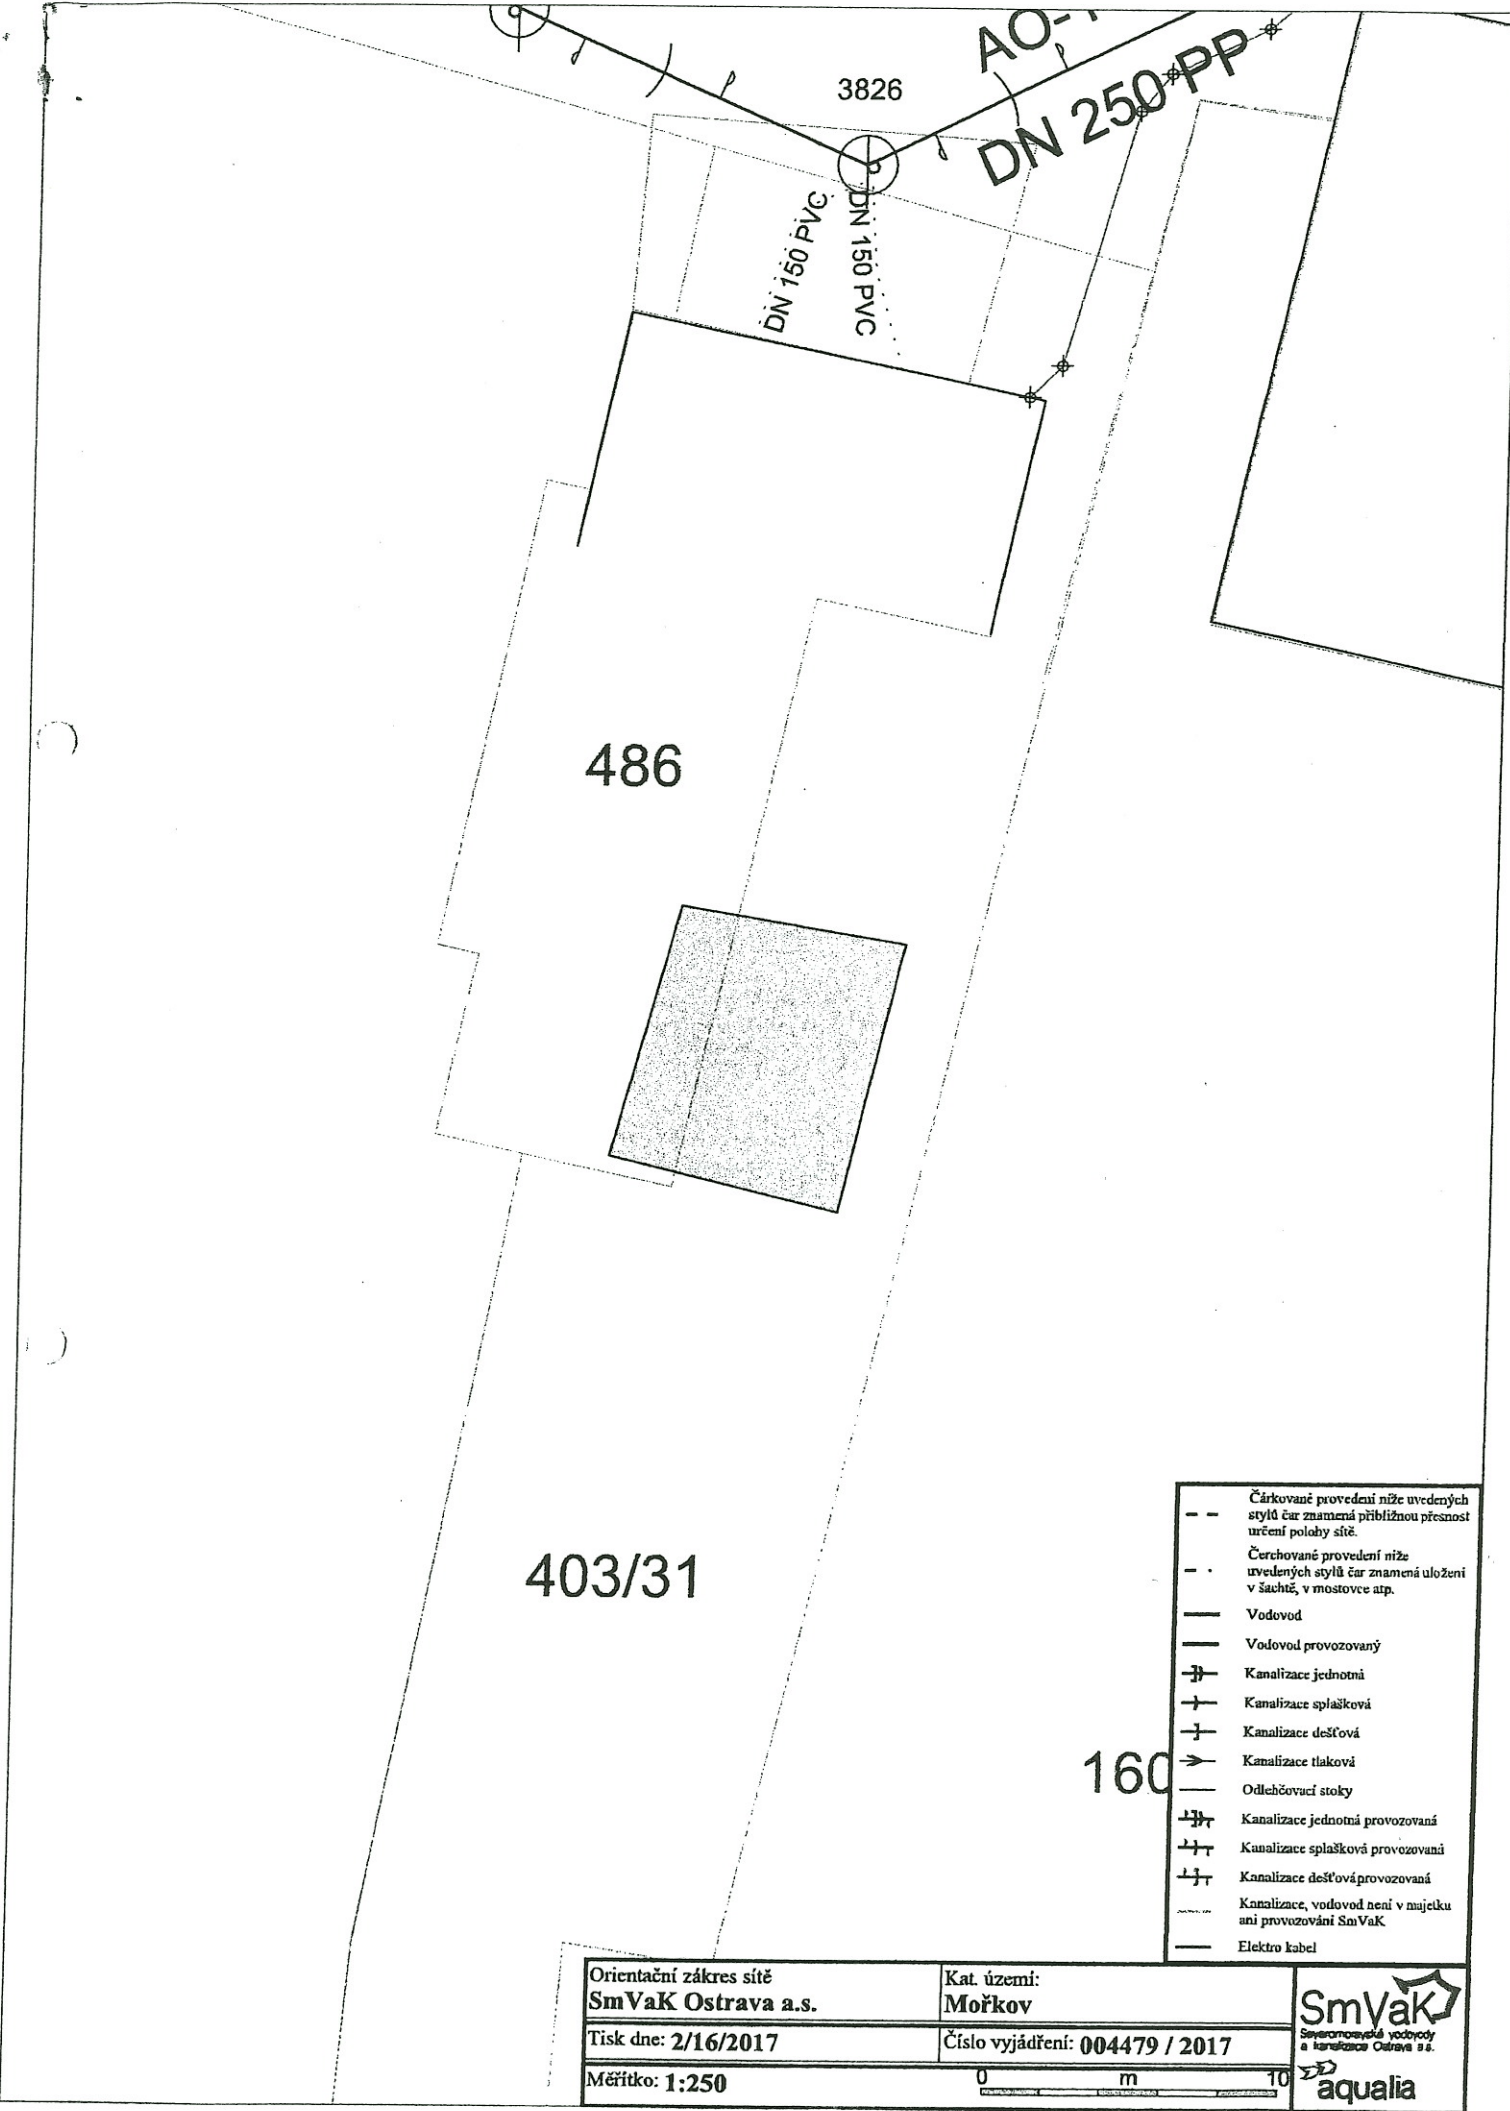 3826
DN 250 PP
DN 150 PVC
DN 150 PVC
486
403/31
160
Čárkované provedení níže uvedených
stylů čar znamená přibližnou přesnost
určení polohy sítě.
Čerchované provedení níže
uvedených stylů čar znamená uložení
v šachtě, v mostovce atp.
Vodovod
Vodovod provozovaný
Kanalizace jednotná
Kanalizace splašková
Kanalizace dešťová
Kanalizace tlaková
Odlehčovací stoky
Kanalizace jednotná provozovaná
Kanalizace splašková provozovaná
Kanalizace dešťováprovozovaná
Kanalizace, vodovod není v majetku
ani provozování SmVaK
Elektro kabel
Orientační zákres sítě
SmVaK Ostrava a.s.
Kat. území:
Mořkov
Tisk dne: 2/16/2017
Číslo vyjádření: 004479 / 2017
Měřítko: 1:250
0 m 10
SmVaK
Severomoravské vodovody
a kanalizace Ostrava a.s.
aqualia